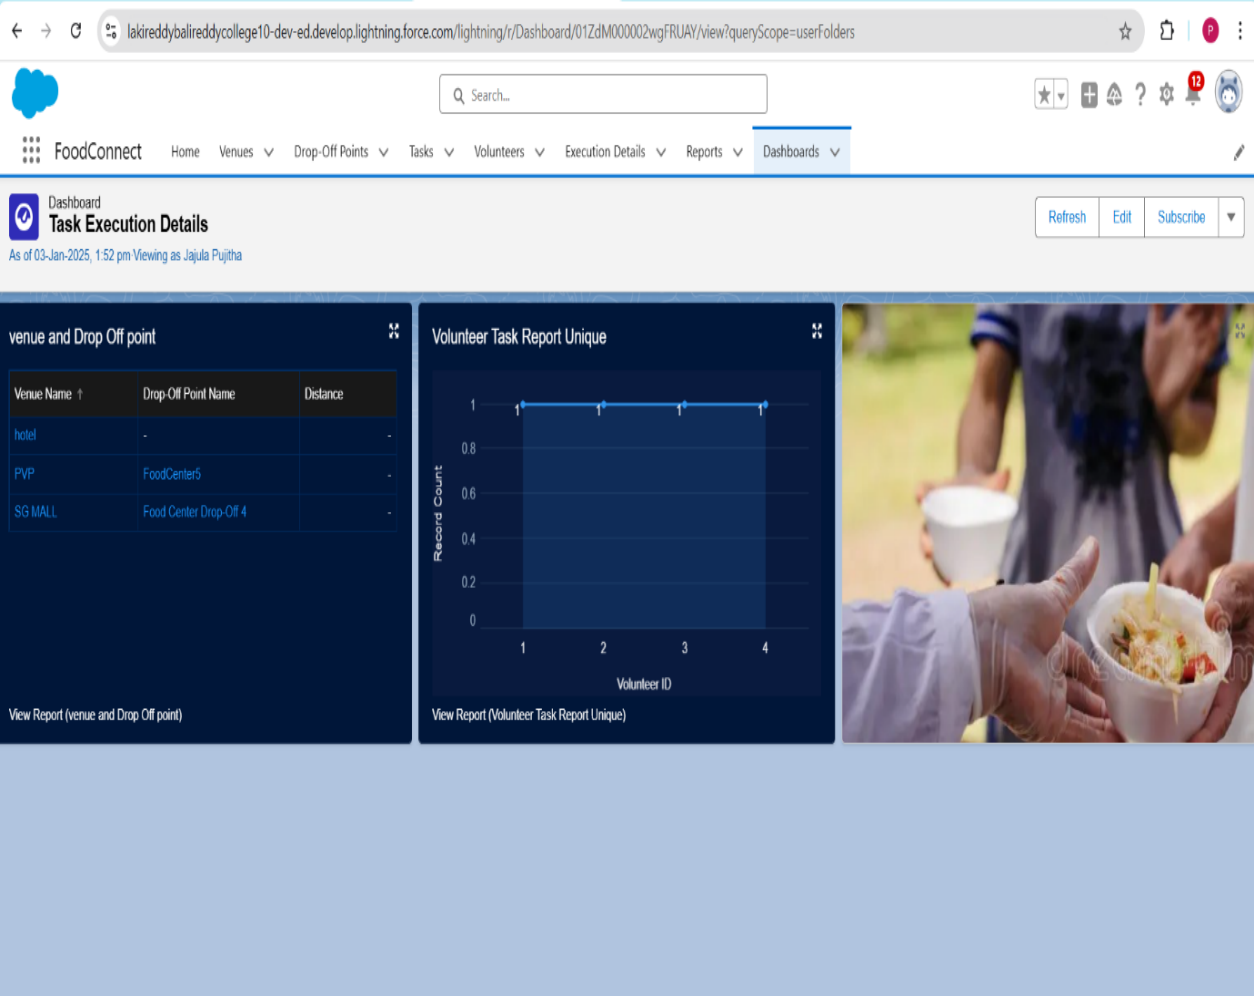 lakireddybalireddycollege10-dev-ed.develop.lightning.force.com/lightning/r/Dashboard/01ZdM000002wgFRUAY/view?queryScope=userFolders
P
Search...
12
FoodConnect Home Venues Drop-Off Points Tasks Volunteers Execution Details Reports Dashboards
Dashboard
Task Execution Details
As of 03-Jan-2025, 1:52 pm·Viewing as Jajula Pujitha
Refresh Edit Subscribe
venue and Drop Off point
Venue Name ↑ Drop-Off Point Name Distance
hotel - -
PVP FoodCenter5 -
SG MALL Food Center Drop-Off 4 -
View Report (venue and Drop Off point)
Volunteer Task Report Unique
1
0.8
0.6
0.4
0.2
0
Record Count
1 1 1 1
1 2 3 4
Volunteer ID
View Report (Volunteer Task Report Unique)